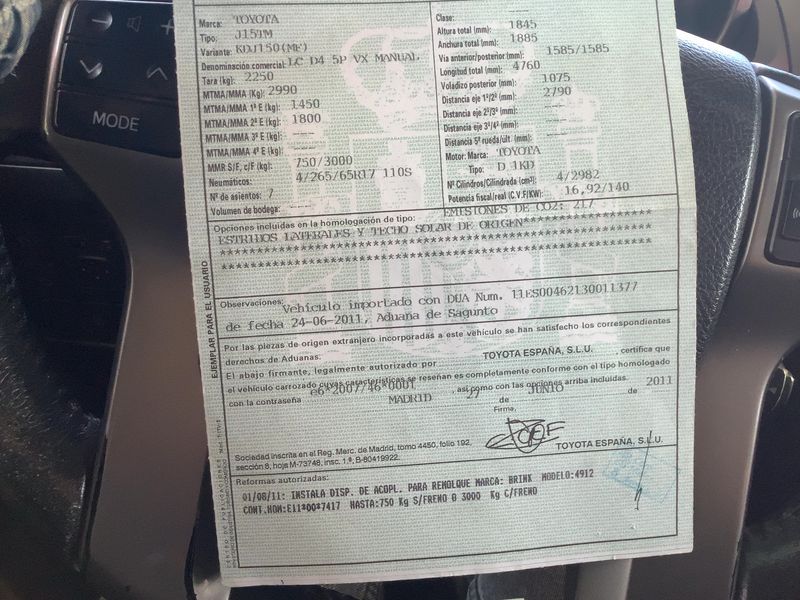 Marca: TOYOTA
Tipo: J15TM
Variante: KDJ150(MF)
Denominación comercial: LC D4 5P VX MANUAL
Tara (kg): 2250
MTMA/MMA (Kg): 2990
MTMA/MMA 1º E (kg): 1450
MTMA/MMA 2º E (kg): 1800
MTMA/MMA 3º E (kg): ---
MTMA/MMA 4º E (kg): ---
MMR S/F, c/F (kg): 750/3000
Neumáticos: 4/265/65R17 110S
Nº de asientos: 7
Volumen de bodega: ---
Clase: ---
Altura total (mm): 1845
Anchura total (mm): 1885
Vía anterior/posterior (mm): 1585/1585
Longitud total (mm): 4760
Voladizo posterior (mm): 1075
Distancia eje 1º/2º (mm): 2790
Distancia eje 2º/3º (mm): ---
Distancia eje 3º/4º (mm): ---
Distancia 5ª rueda/últ. (mm): ---
Motor: Marca: TOYOTA
Tipo: D 1KD
Nº Cilindros/Cilindrada (cm³): 4/2982
Potencia fiscal/real (C.V.F/KW): 16,92/140
Opciones incluidas en la homologación de tipo: EMISIONES DE CO2: 217
ESTRIBOS LATERALES Y TECHO SOLAR DE ORIGEN
Observaciones: Vehiculo importado con DUA Num. 11ES00462130011377
de fecha 24-06-2011, Aduana de Sagunto
Por las piezas de origen extranjero incorporadas a este vehículo se han satisfecho los correspondientes
derechos de Aduanas:
El abajo firmante, legalmente autorizado por TOYOTA ESPAÑA, S.L.U. , certifica que
el vehículo carrozado cuyas características se reseñan es completamente conforme con el tipo homologado
con la contraseña e6*2007/46*0001 , así como con las opciones arriba incluidas.
MADRID 27 de JUNIO de 2011
Firma,
Sociedad inscrita en el Reg. Merc. de Madrid, tomo 4450, folio 192,
sección 8, hoja M-73748, insc. 1.ª, B-80419922.
TOYOTA ESPAÑA, S.L.U.
Reformas autorizadas:
01/08/11: INSTALA DISP. DE ACOPL. PARA REMOLQUE MARCA: BRINK MODELO:4912
CONT.HOM:E11*00*7417 HASTA:750 Kg S/FRENO 0 3000 Kg C/FRENO
EJEMPLAR PARA EL USUARIO
MODE